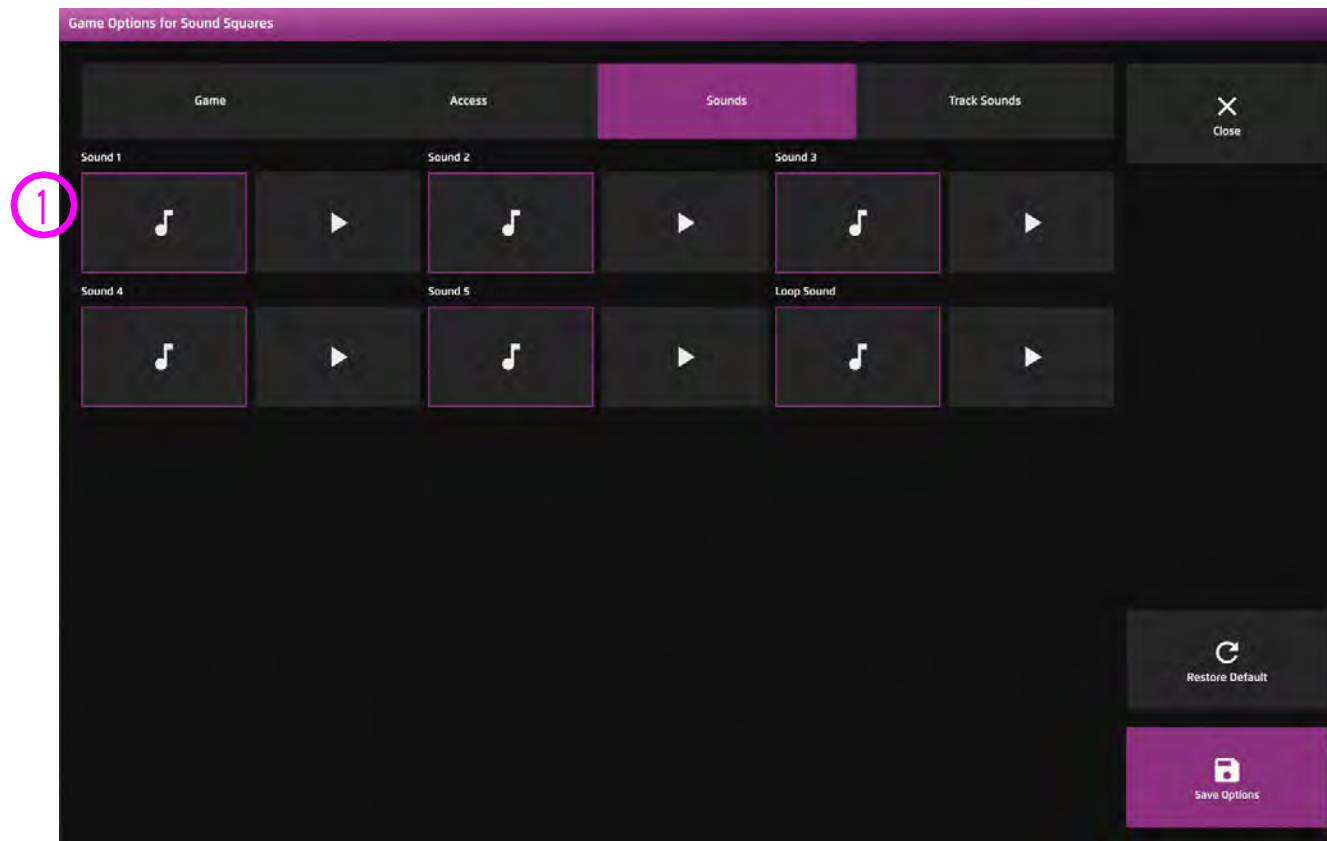 Game Options for Sound Squares
Game Access Sounds Track Sounds
Close
Sound 1 Sound 2 Sound 3
1
Sound 4 Sound 5 Loop Sound
Restore Default
Save Options